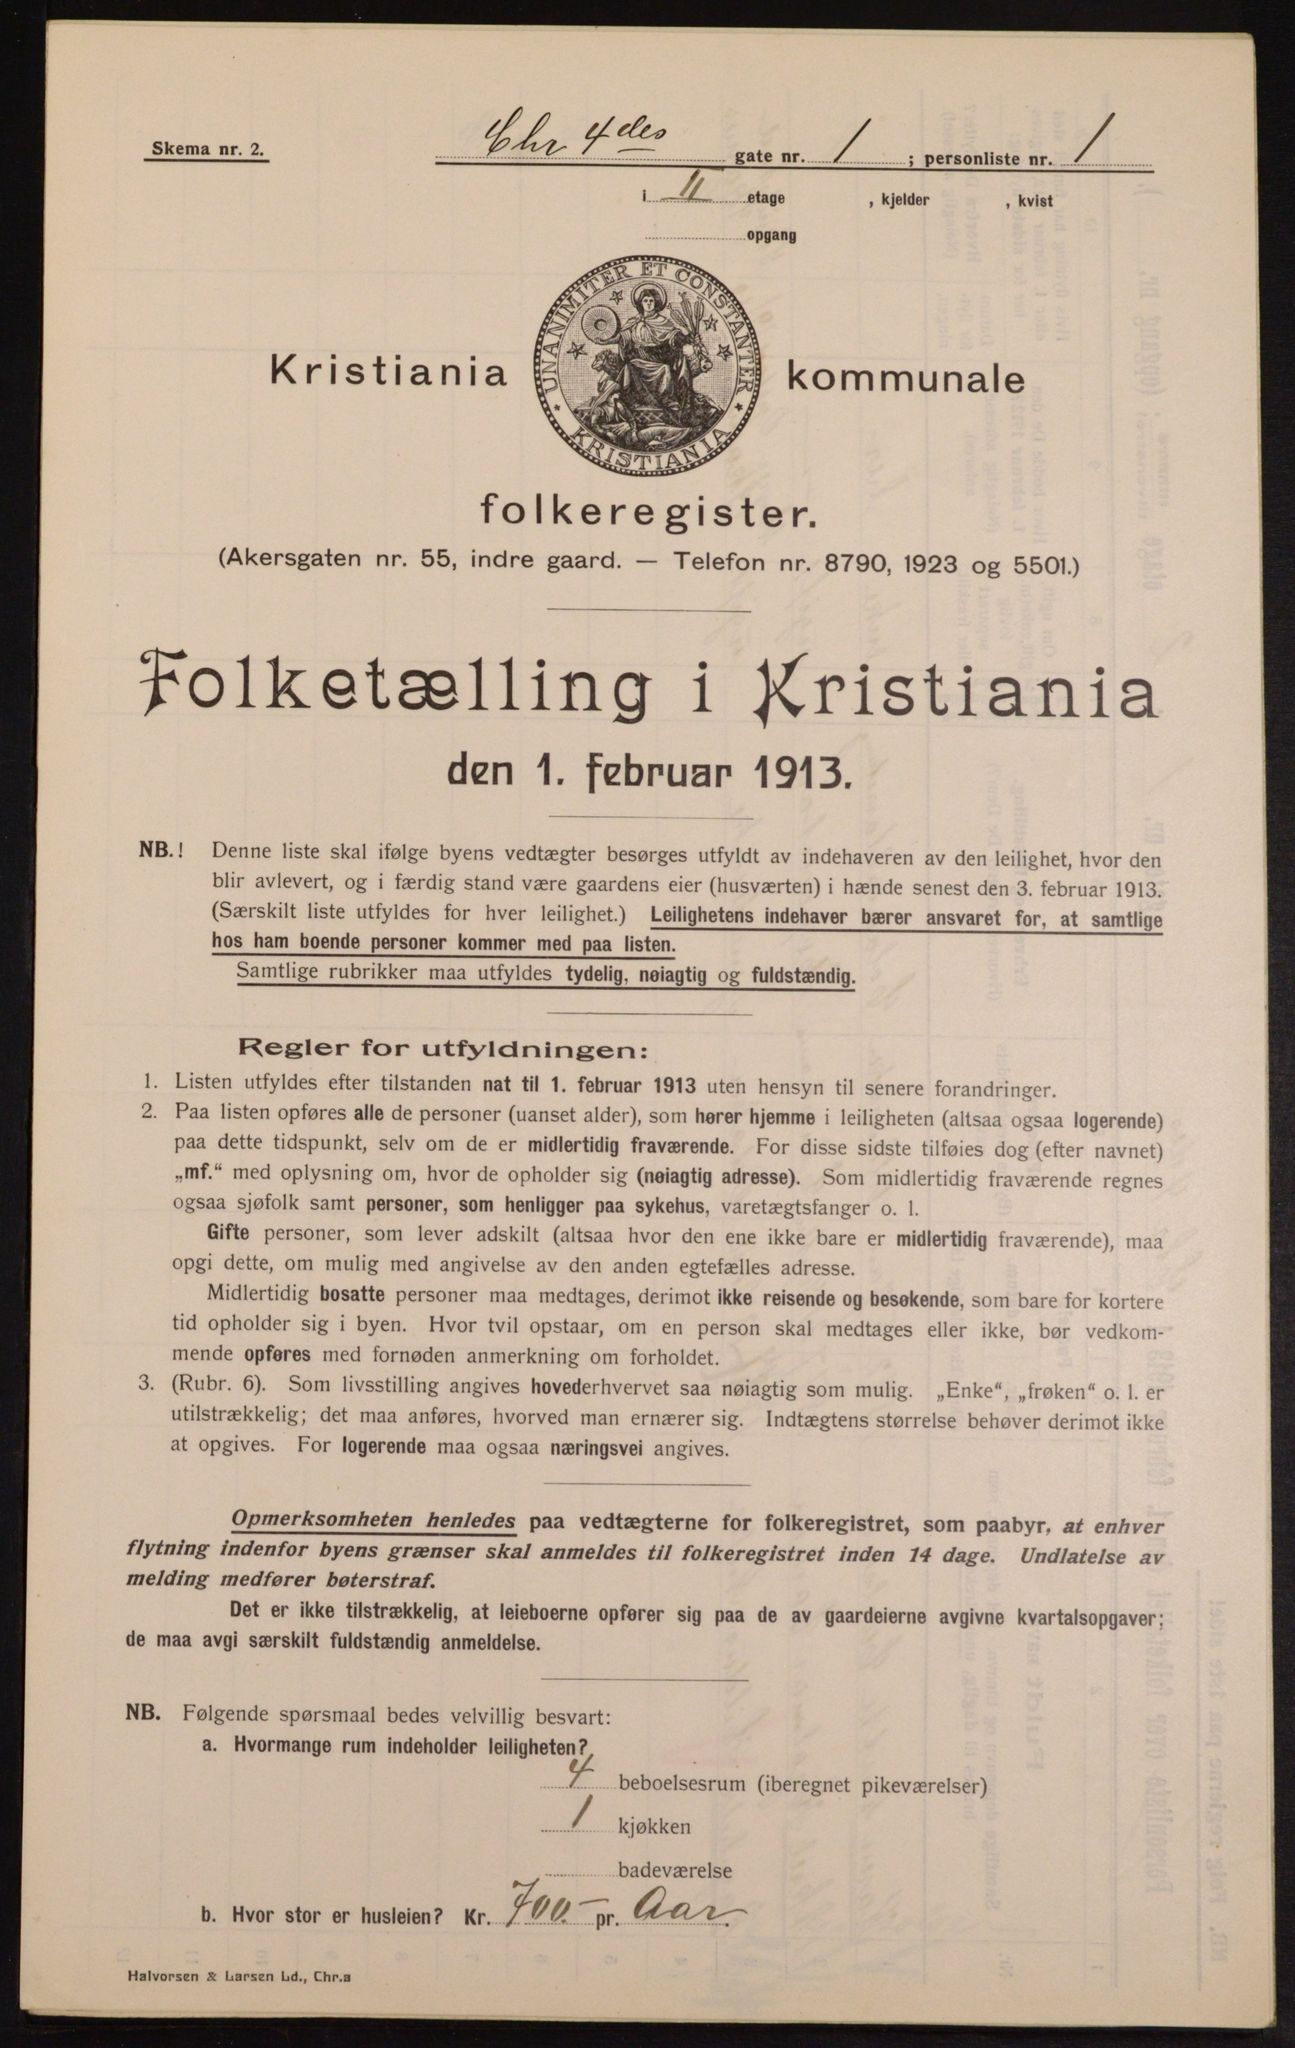 Skema nr. 2.
Chr 4des gate nr. 1; personliste nr. 1
i II etage , kjelder , kvist
opgang
UNANIMITER ET CONSTANTER
KRISTIANIA
Kristiania kommunale
folkeregister.
(Akersgaten nr. 55, indre gaard. — Telefon nr. 8790, 1923 og 5501.)
Folketælling i Kristiania
den 1. februar 1913.
NB.! Denne liste skal ifølge byens vedtægter besørges utfyldt av indehaveren av den leilighet, hvor den
blir avlevert, og i færdig stand være gaardens eier (husværten) i hænde senest den 3. februar 1913.
(Særskilt liste utfyldes for hver leilighet.) Leilighetens indehaver bærer ansvaret for, at samtlige
hos ham boende personer kommer med paa listen.
Samtlige rubrikker maa utfyldes tydelig, nøiagtig og fuldstændig.
Regler for utfyldningen:
1. Listen utfyldes efter tilstanden nat til 1. februar 1913 uten hensyn til senere forandringer.
2. Paa listen opføres alle de personer (uanset alder), som hører hjemme i leiligheten (altsaa ogsaa logerende)
paa dette tidspunkt, selv om de er midlertidig fraværende. For disse sidste tilføies dog (efter navnet)
„mf.“ med oplysning om, hvor de opholder sig (nøiagtig adresse). Som midlertidig fraværende regnes
ogsaa sjøfolk samt personer, som henligger paa sykehus, varetægtsfanger o. l.
Gifte personer, som lever adskilt (altsaa hvor den ene ikke bare er midlertidig fraværende), maa
opgi dette, om mulig med angivelse av den anden egtefælles adresse.
Midlertidig bosatte personer maa medtages, derimot ikke reisende og besøkende, som bare for kortere
tid opholder sig i byen. Hvor tvil opstaar, om en person skal medtages eller ikke, bør vedkom-
mende opføres med fornøden anmerkning om forholdet.
3. (Rubr. 6). Som livsstilling angives hovederhvervet saa nøiagtig som mulig. „Enke“, „frøken“ o. l. er
utilstrækkelig; det maa anføres, hvorved man ernærer sig. Indtægtens størrelse behøver derimot ikke
at opgives. For logerende maa ogsaa næringsvei angives.
Opmerksomheten henledes paa vedtægterne for folkeregistret, som paabyr, at enhver
flytning indenfor byens grænser skal anmeldes til folkeregistret inden 14 dage. Undlatelse av
melding medfører bøterstraf.
Det er ikke tilstrækkelig, at leieboerne opfører sig paa de av gaardeierne avgivne kvartalsopgaver;
de maa avgi særskilt fuldstændig anmeldelse.
NB. Følgende spørsmaal bedes velvillig besvart:
a. Hvormange rum indeholder leiligheten?
4 beboelsesrum (iberegnet pikeværelser)
1 kjøkken
badeværelse
b. Hvor stor er husleien? Kr. 700.- pr. Aar.
Halvorsen & Larsen Ld., Chr.a